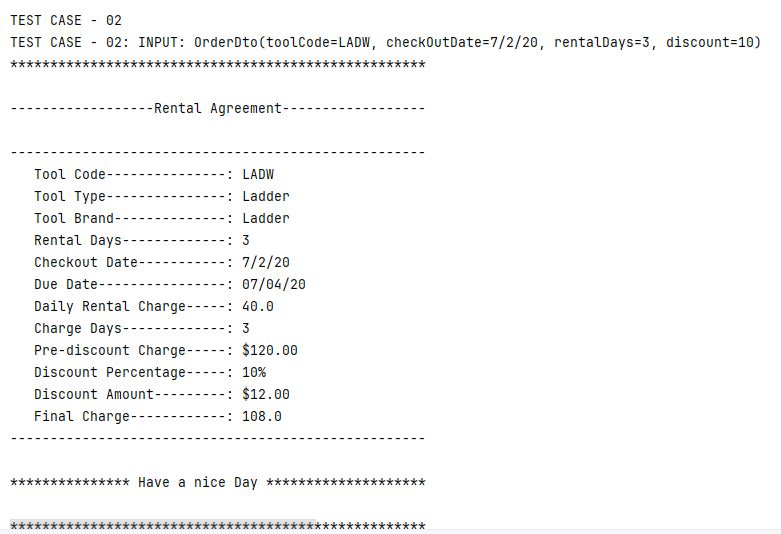 TEST CASE - 02
TEST CASE - 02: INPUT: OrderDto(toolCode=LADW, checkOutDate=7/2/20, rentalDays=3, discount=10)
****************************************************
------------------Rental Agreement------------------
----------------------------------------------------
Tool Code---------------: LADW
Tool Type---------------: Ladder
Tool Brand--------------: Ladder
Rental Days-------------: 3
Checkout Date-----------: 7/2/20
Due Date----------------: 07/04/20
Daily Rental Charge-----: 40.0
Charge Days-------------: 3
Pre-discount Charge-----: $120.00
Discount Percentage-----: 10%
Discount Amount---------: $12.00
Final Charge------------: 108.0
----------------------------------------------------
*************** Have a nice Day ********************
****************************************************